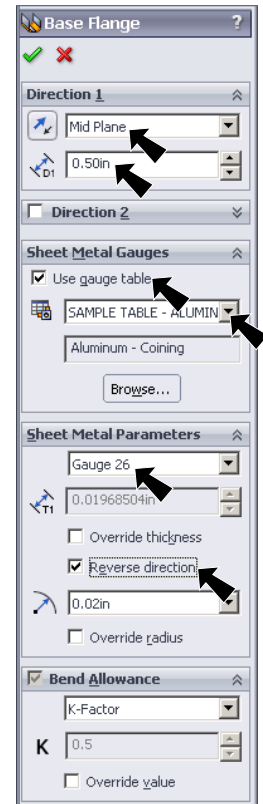 Base Flange ?
Direction 1
Mid Plane
D1 0.50in
Direction 2
Sheet Metal Gauges
Use gauge table
SAMPLE TABLE - ALUMIN
Aluminum - Coining
Browse...
Sheet Metal Parameters
Gauge 26
T1 0.01968504in
Override thickness
Reverse direction
0.02in
Override radius
Bend Allowance
K-Factor
K 0.5
Override value